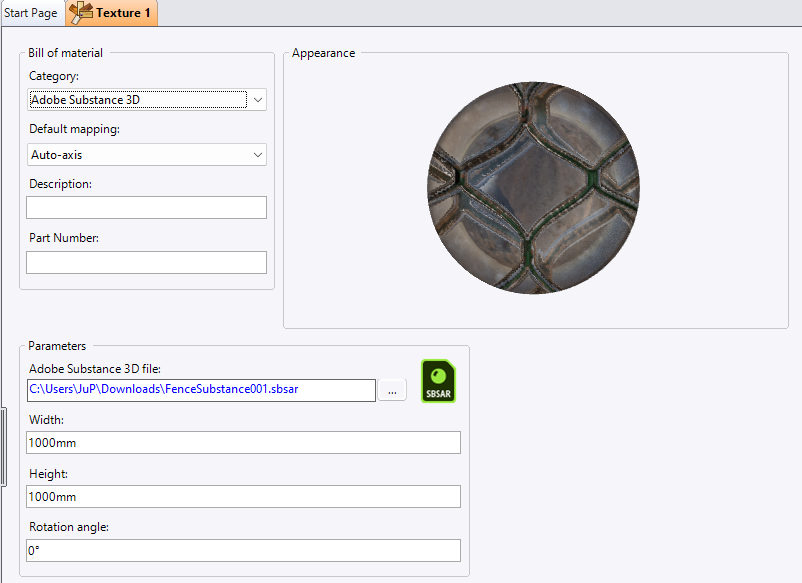 Start Page
Texture 1
Bill of material
Category:
Adobe Substance 3D
Default mapping:
Auto-axis
Description:
Part Number:
Appearance
Parameters
Adobe Substance 3D file:
C:\Users\JuP\Downloads\FenceSubstance001.sbsar
...
SBSAR
Width:
1000mm
Height:
1000mm
Rotation angle:
0°